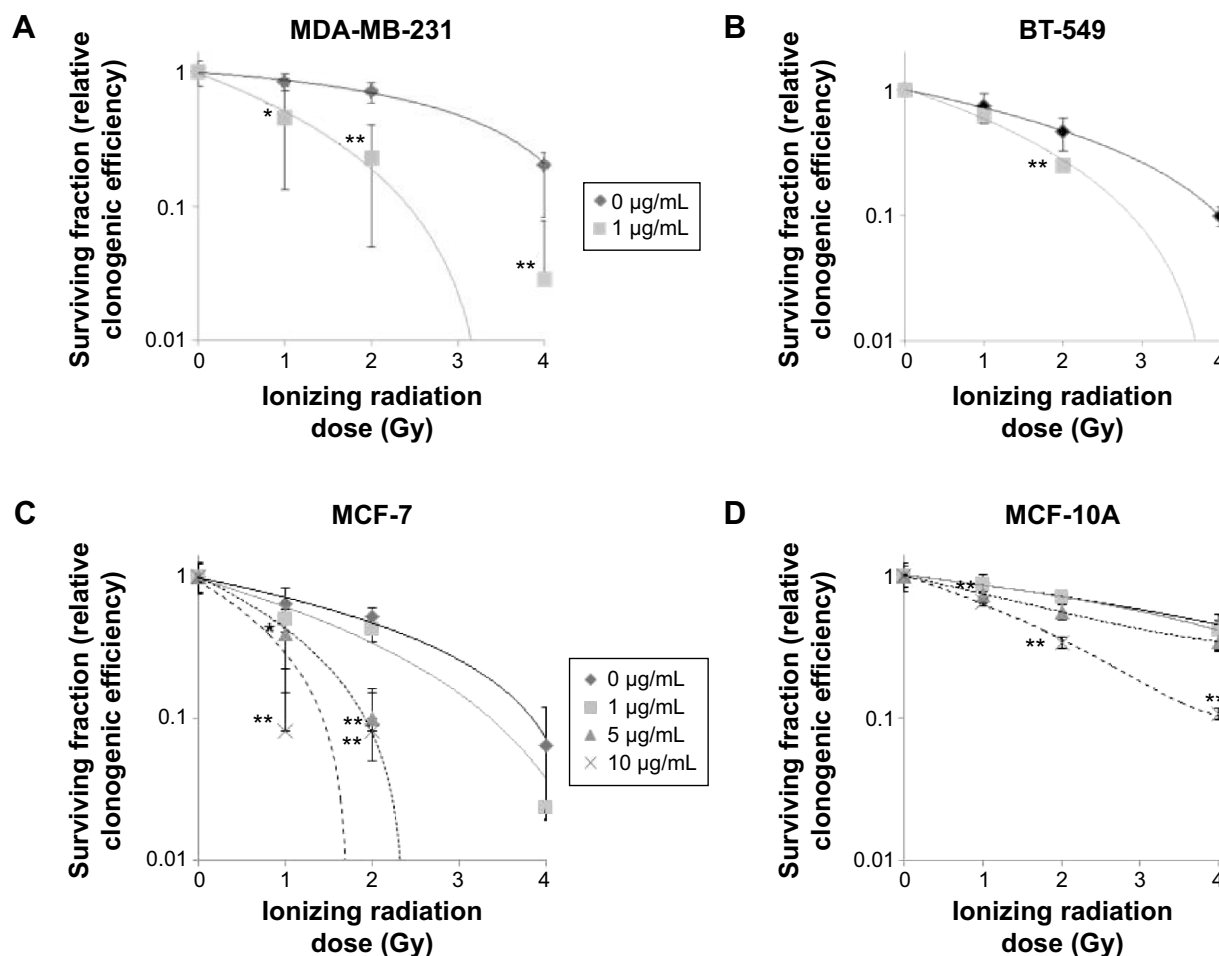 A
MDA-MB-231
Surviving fraction (relative
clonogenic efficiency)
1
0.1
0.01
0 1 2 3 4
Ionizing radiation
dose (Gy)
*
**
**
0 µg/mL
1 µg/mL
B
BT-549
Surviving fraction (relative
clonogenic efficiency)
1
0.1
0.01
0 1 2 3 4
Ionizing radiation
dose (Gy)
**
C
MCF-7
Surviving fraction (relative
clonogenic efficiency)
1
0.1
0.01
0 1 2 3 4
Ionizing radiation
dose (Gy)
*
**
**
**
0 µg/mL
1 µg/mL
5 µg/mL
10 µg/mL
D
MCF-10A
Surviving fraction (relative
clonogenic efficiency)
1
0.1
0.01
0 1 2 3 4
Ionizing radiation
dose (Gy)
**
**
**